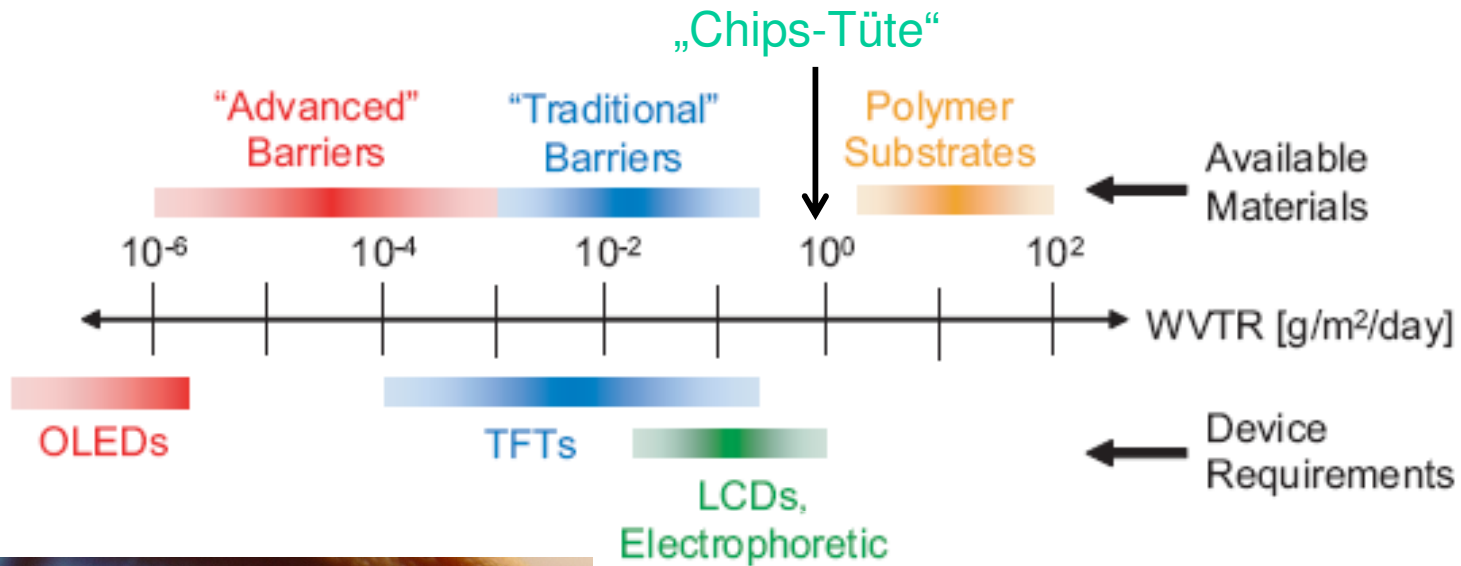 „Chips-Tüte“
“Advanced”
Barriers
“Traditional”
Barriers
Polymer
Substrates
Available
Materials
10⁻⁶ 10⁻⁴ 10⁻² 10⁰ 10²
WVTR [g/m²/day]
OLEDs
TFTs
LCDs,
Electrophoretic
Device
Requirements